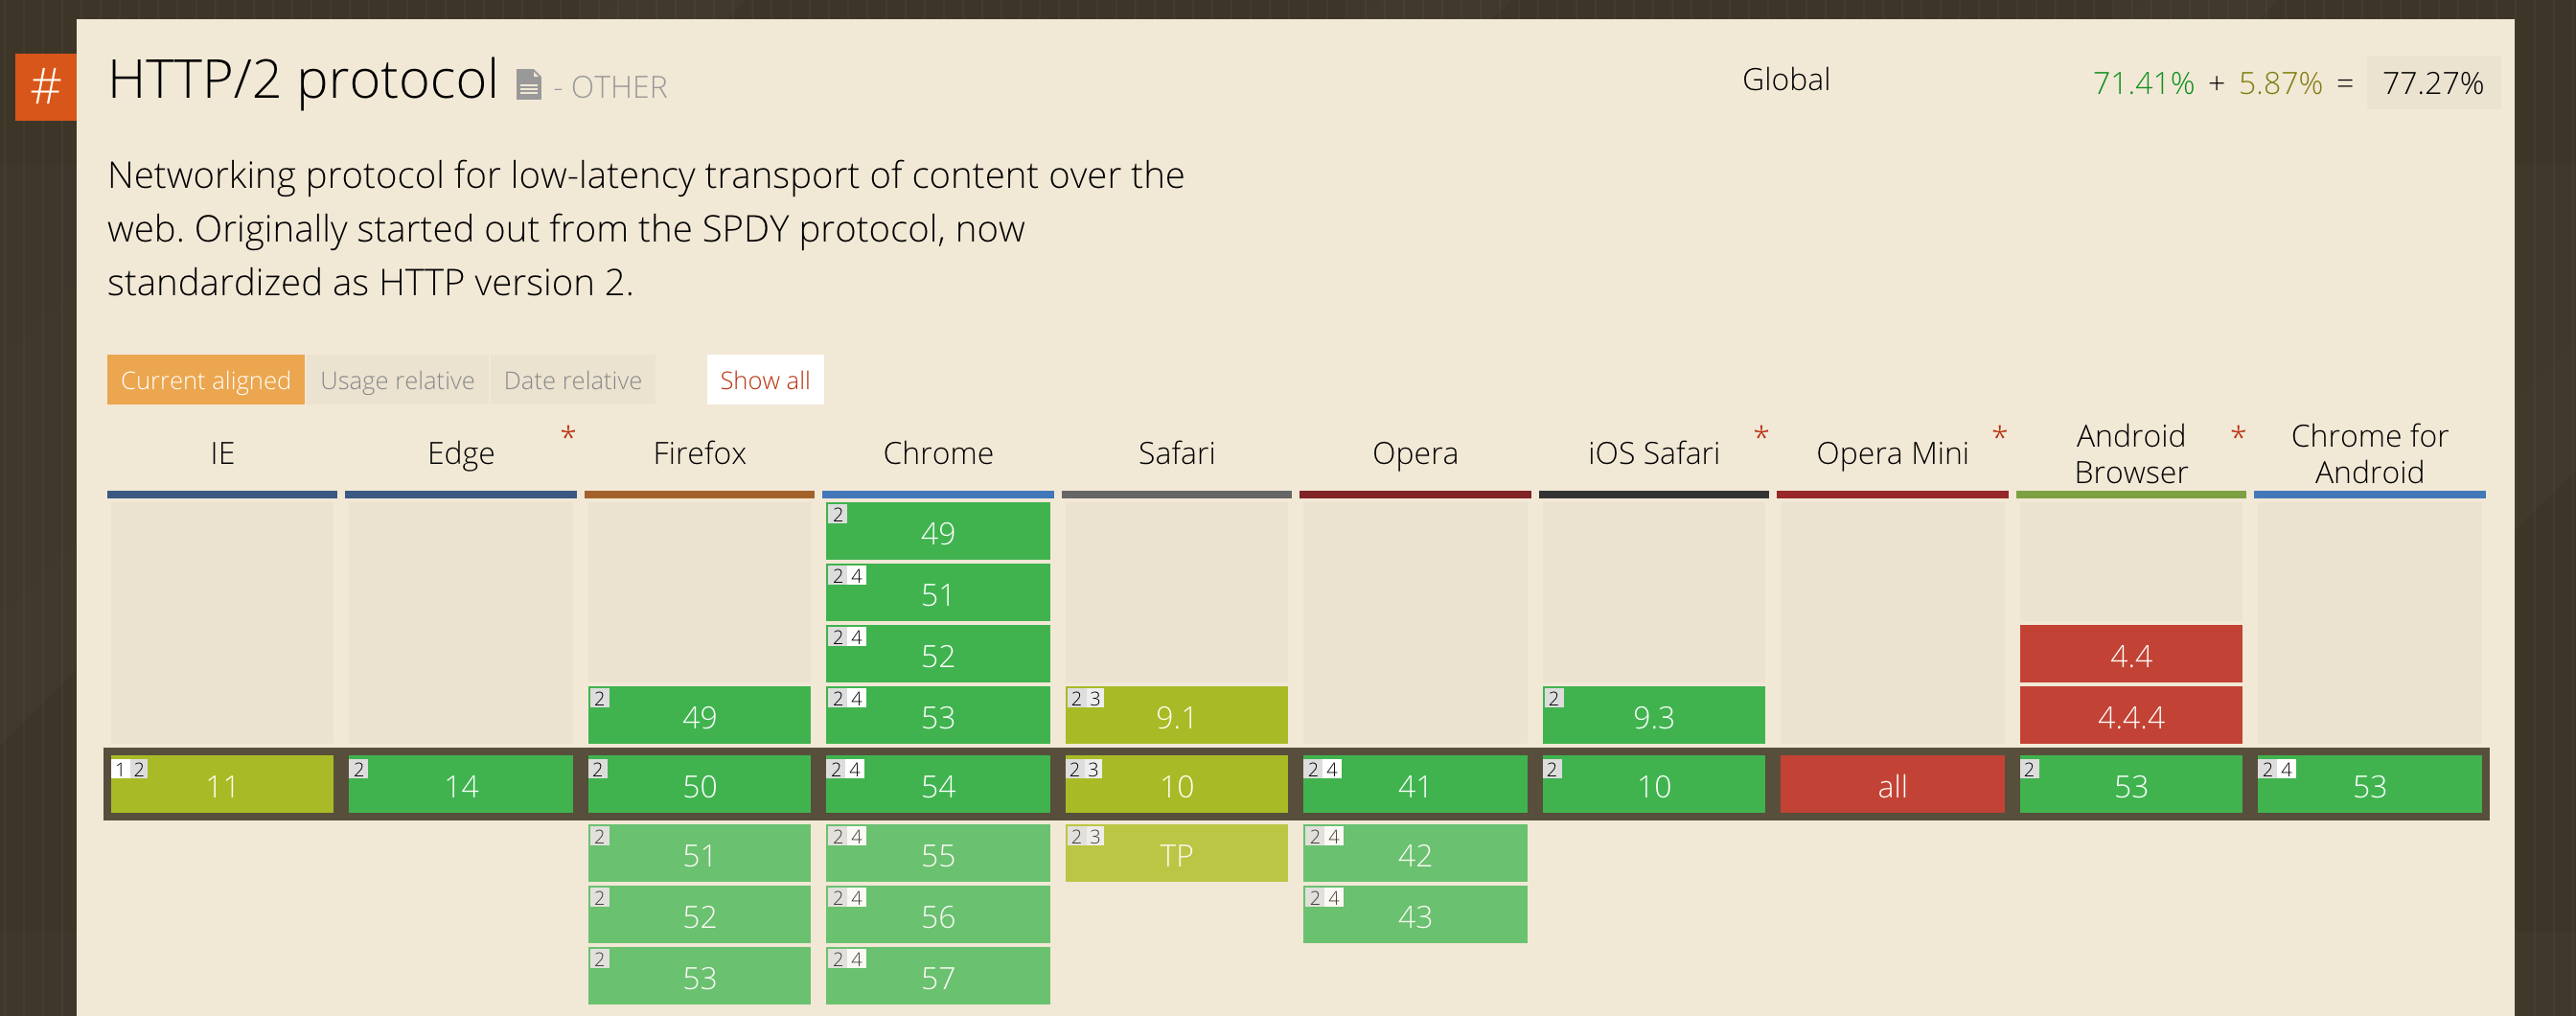 #
HTTP/2 protocol - OTHER
Global 71.41% + 5.87% = 77.27%
Networking protocol for low-latency transport of content over the
web. Originally started out from the SPDY protocol, now
standardized as HTTP version 2.
Current aligned Usage relative Date relative Show all
IE Edge * Firefox Chrome Safari Opera iOS Safari * Opera Mini * Android Browser * Chrome for Android
2 49
2 4 51
2 4 52 4.4
2 49 2 4 53 2 3 9.1 2 9.3 4.4.4
1 2 11 2 14 2 50 2 4 54 2 3 10 2 4 41 2 10 all 2 53 2 4 53
2 51 2 4 55 2 3 TP 2 4 42
2 52 2 4 56 2 4 43
2 53 2 4 57